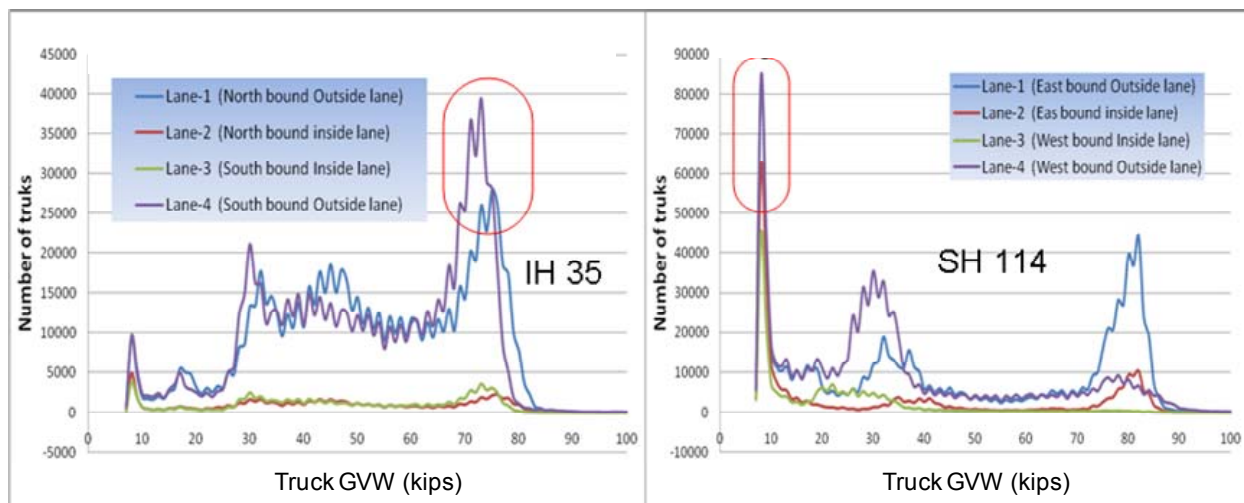 45000
40000
35000
30000
25000
20000
15000
10000
5000
0
-5000
Number of truks
Lane-1 (North bound Outside lane)
Lane-2 (North bound inside lane)
Lane-3 (South bound Inside lane)
Lane-4 (South bound Outside lane)
IH 35
0 10 20 30 40 50 60 70 80 90 100
Truck GVW (kips)
90000
80000
70000
60000
50000
40000
30000
20000
10000
0
-10000
Number of truks
Lane-1 (East bound Outside Lane)
Lane-2 (Eas bound inside lane)
Lane-3 (West bound Inside lane)
Lane-4 (West bound Outside Lane)
SH 114
0 10 20 30 40 50 60 70 80 90 100
Truck GVW (kips)